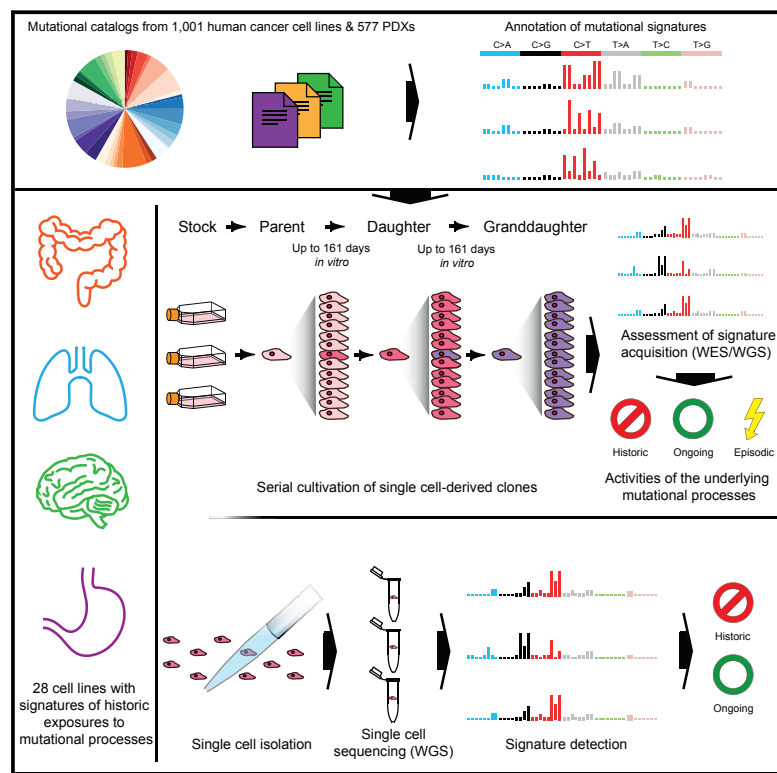 Mutational catalogs from 1,001 human cancer cell lines & 577 PDXs
Annotation of mutational signatures
C>A C>G C>T T>A T>C T>G
Stock Parent Daughter Granddaughter
Up to 161 days
in vitro
Up to 161 days
in vitro
Assessment of signature
acquisition (WES/WGS)
Historic Ongoing Episodic
Activities of the underlying
mutational processes
Serial cultivation of single cell-derived clones
28 cell lines with
signatures of historic
exposures to
mutational processes
Single cell isolation
Single cell
sequencing (WGS)
Signature detection
Historic
Ongoing